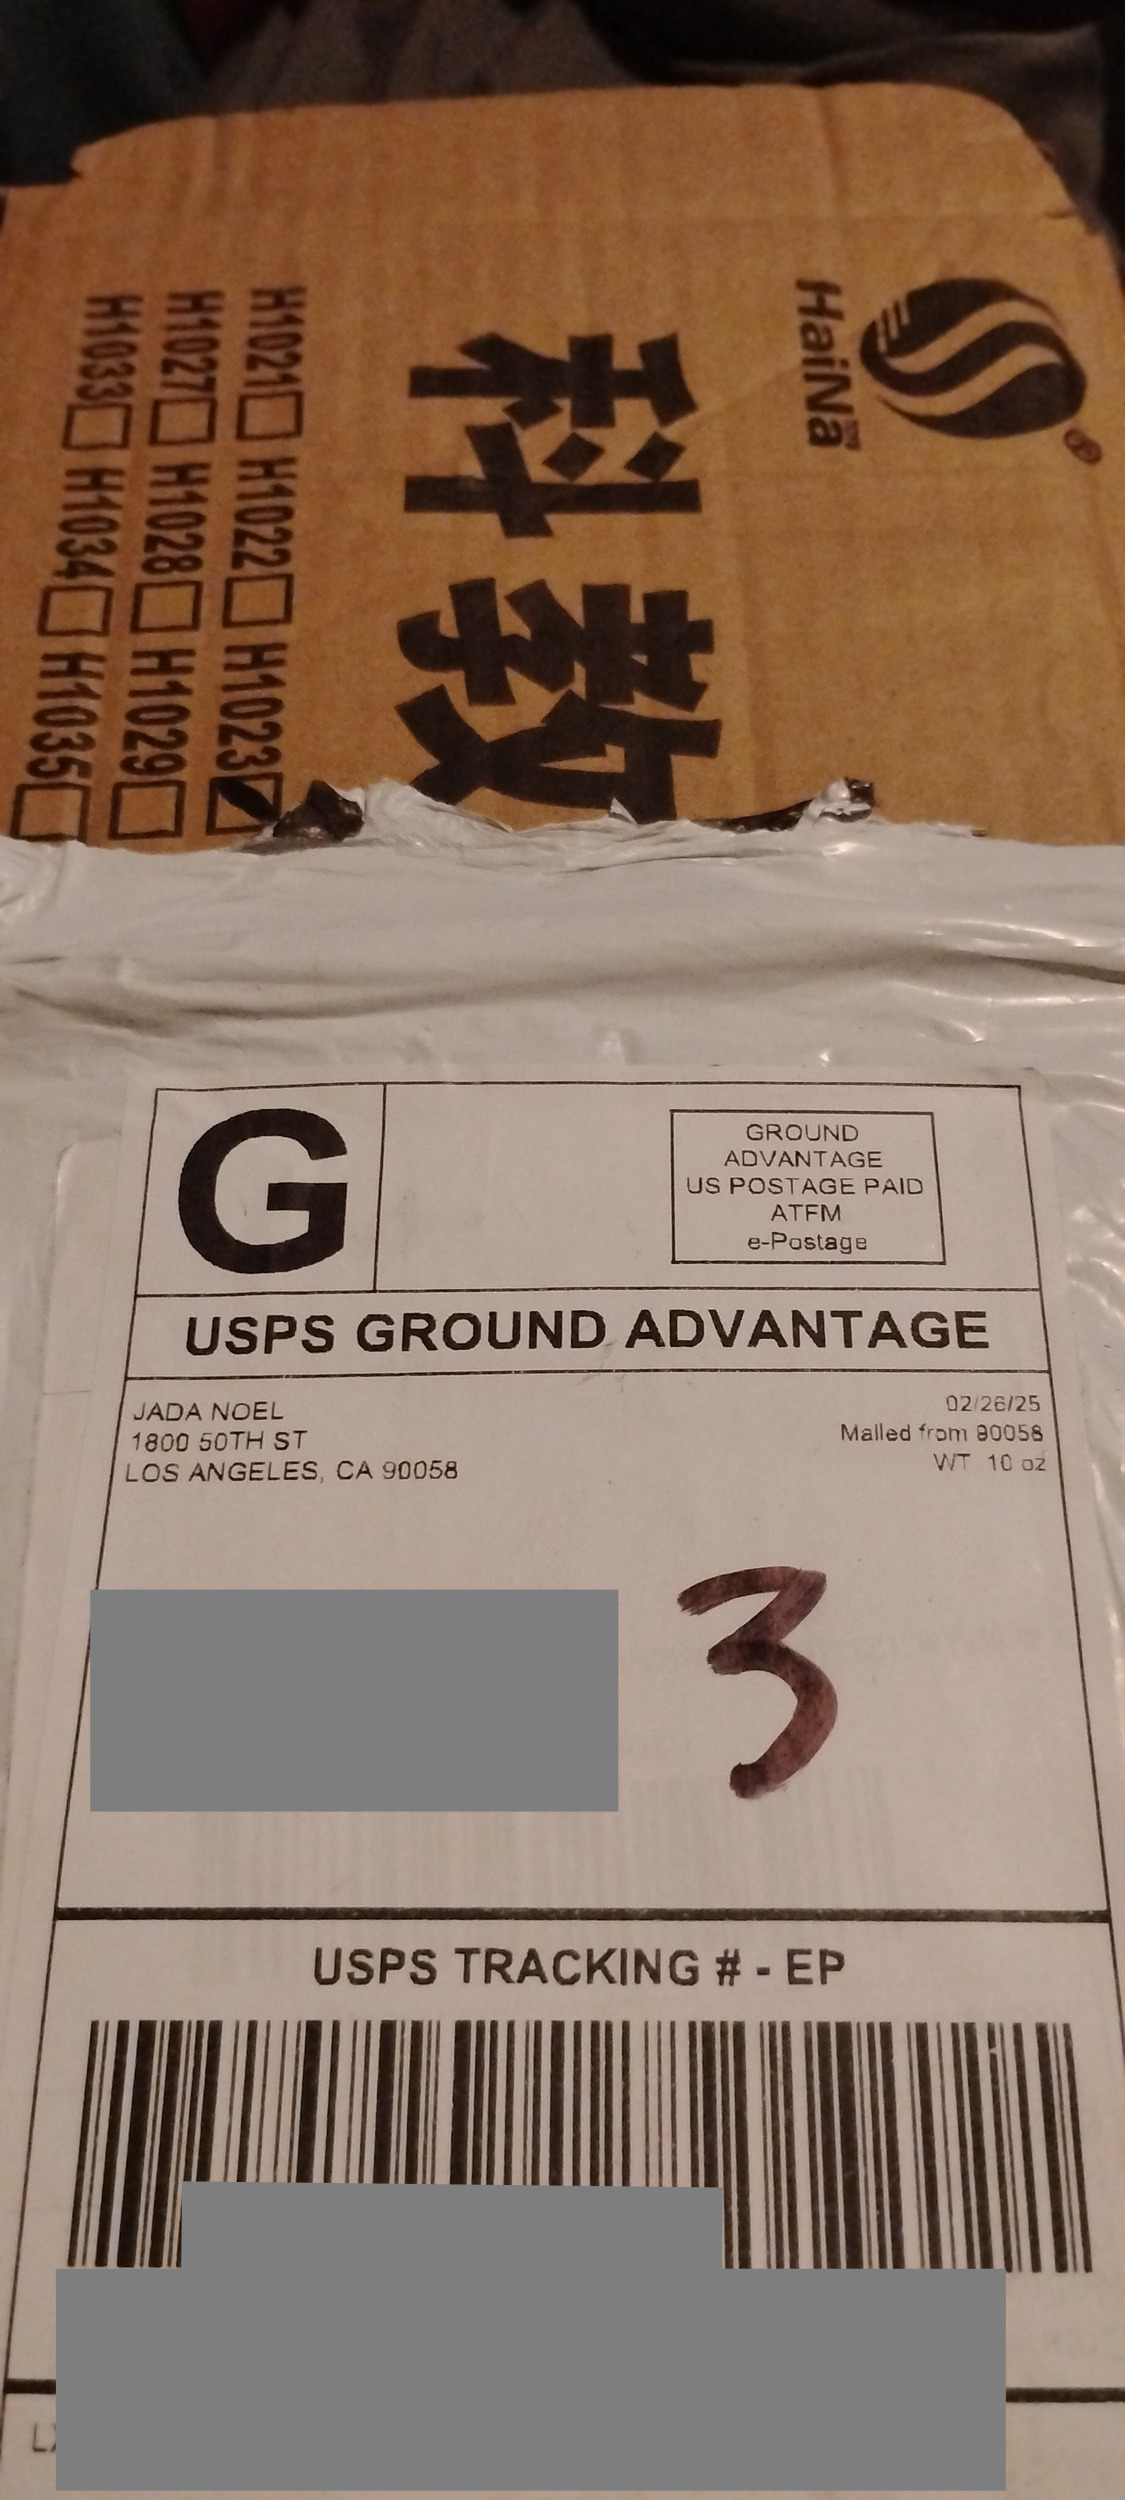 HaiNa
科教
H1021 H1022 H1023
H1027 H1028 H1029
H1033 H1034 H1035
G
GROUND
ADVANTAGE
US POSTAGE PAID
ATFM
e-Postage
USPS GROUND ADVANTAGE
JADA NOEL
1800 50TH ST
LOS ANGELES, CA 90058
02/26/25
Mailed from 90058
WT 10 oz
3
USPS TRACKING # - EP